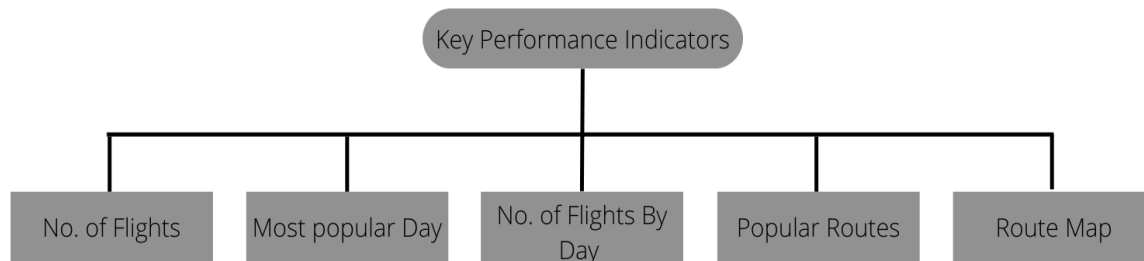 Key Performance Indicators
No. of Flights
Most popular Day
No. of Flights By
Day
Popular Routes
Route Map